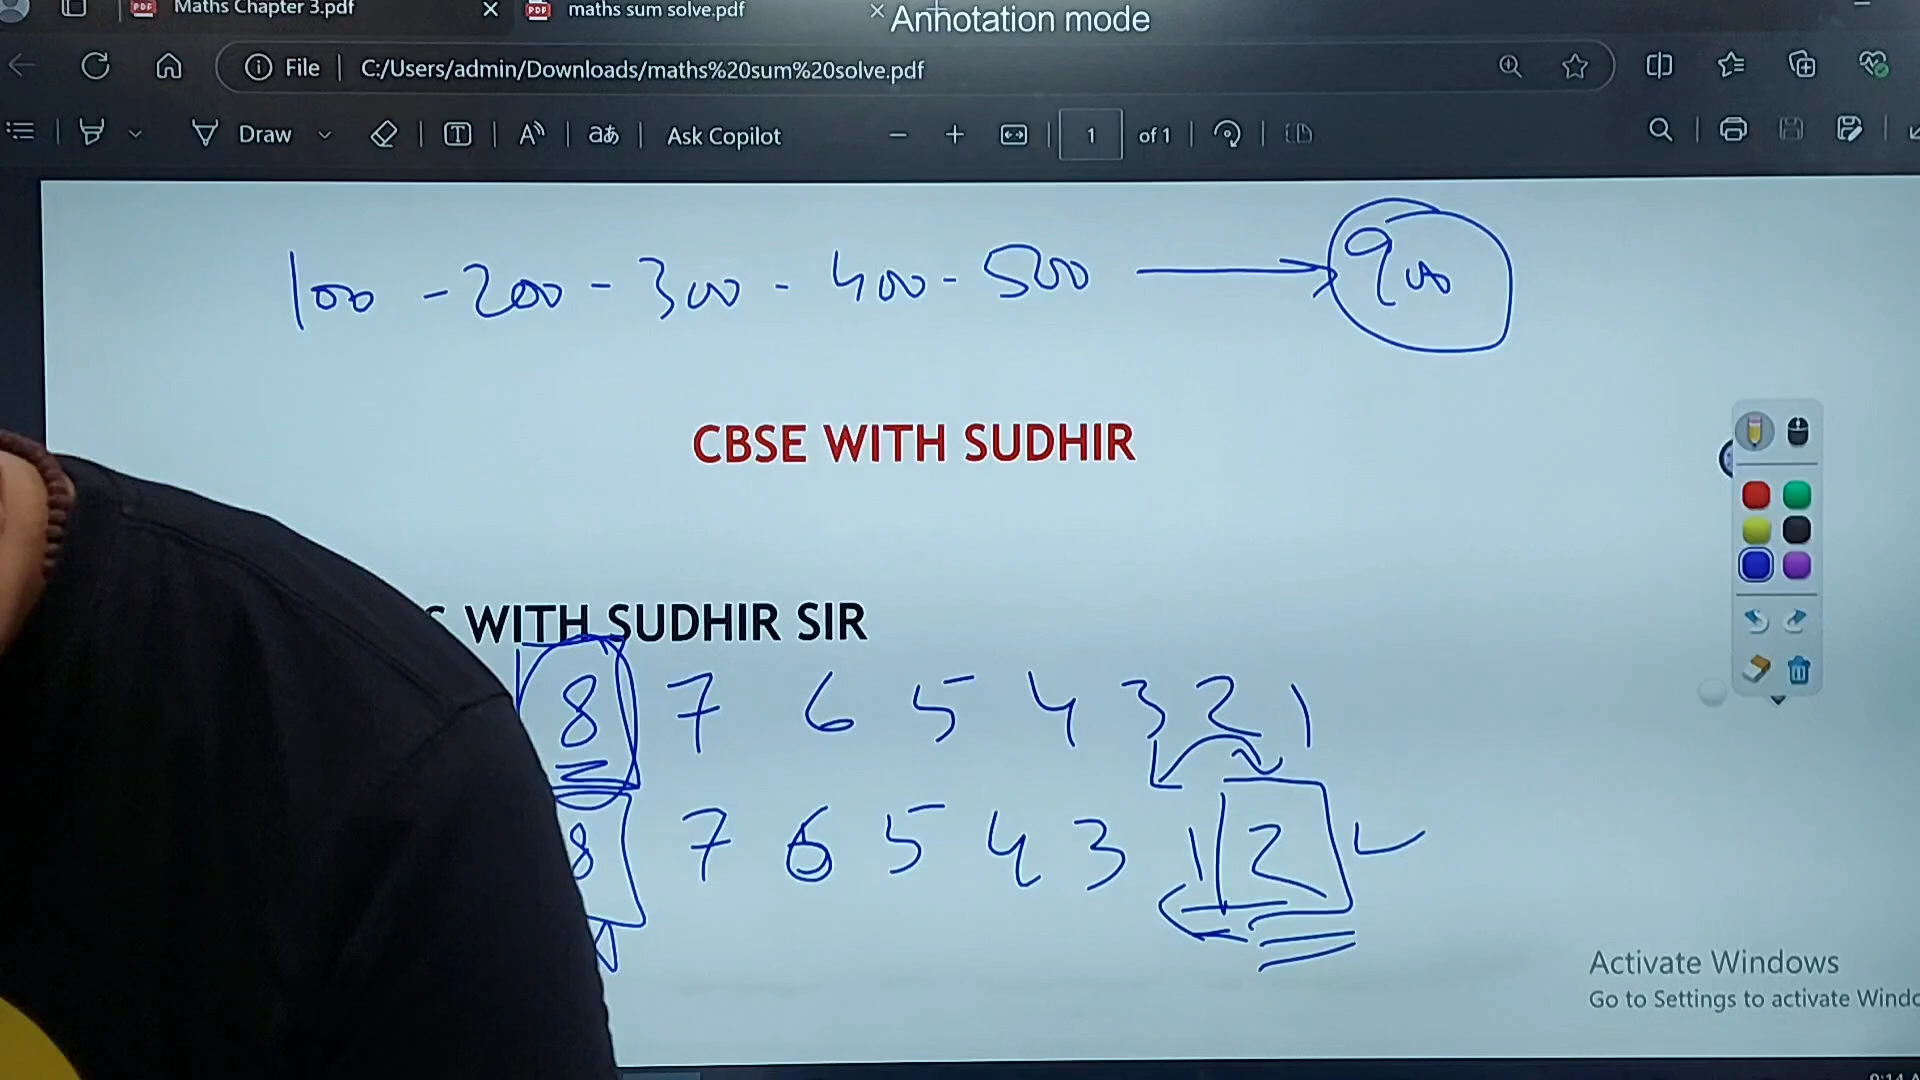 Maths Chapter 3.pdf maths sum solve.pdf Annotation mode
File C:/Users/admin/Downloads/maths%20sum%20solve.pdf
Draw Ask Copilot 1 of 1
100 - 200 - 300 - 400 - 500 → 900
CBSE WITH SUDHIR
WITH SUDHIR SIR
8 7 6 5 4 3 2 1
8 7 6 5 4 3 1 2
Activate Windows
Go to Settings to activate